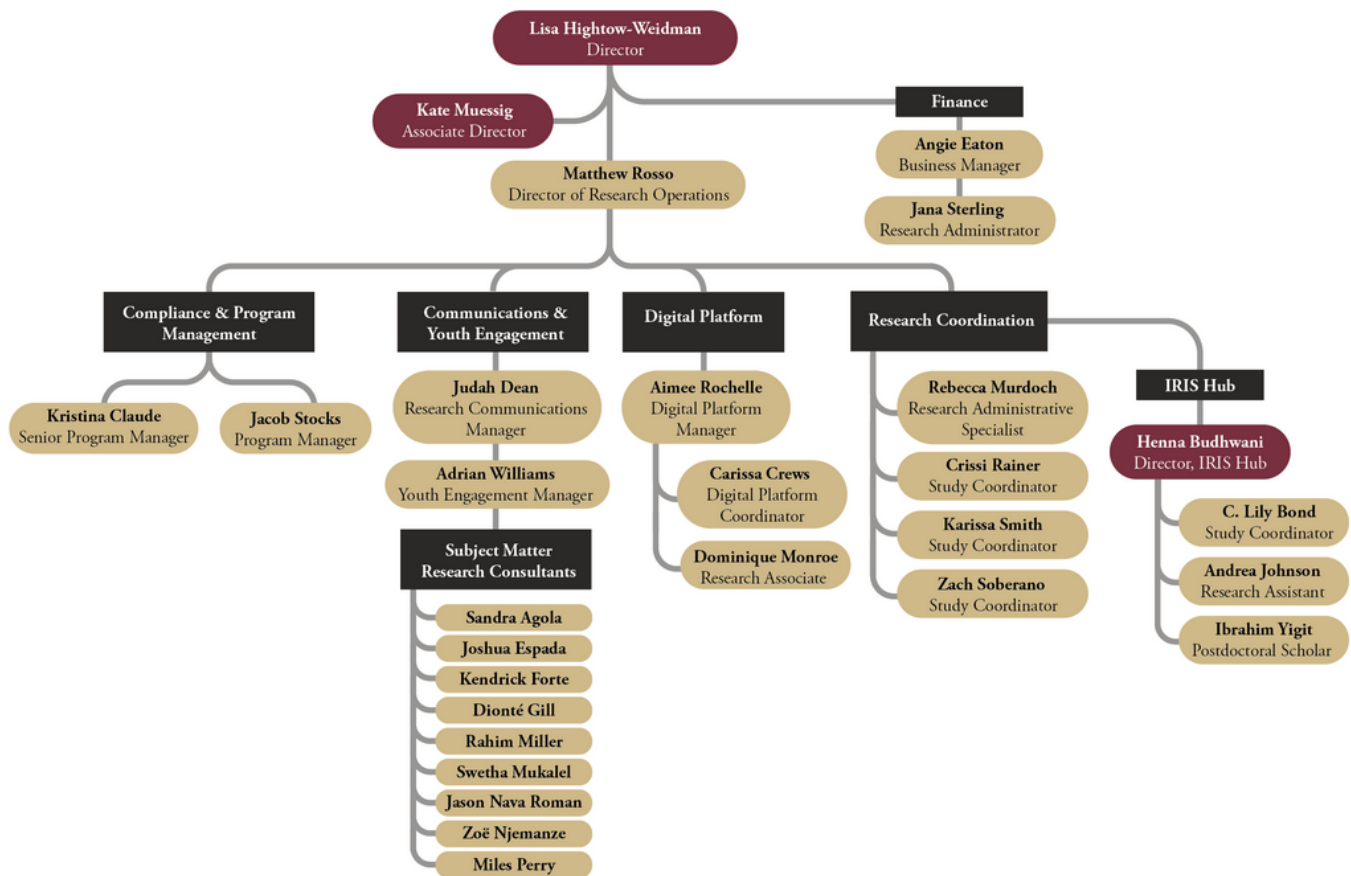 Lisa Hightow-Weidman
Director
Kate Muessig
Associate Director
Finance
Angie Eaton
Business Manager
Matthew Rosso
Director of Research Operations
Jana Sterling
Research Administrator
Compliance & Program
Management
Kristina Claude
Senior Program Manager
Jacob Stocks
Program Manager
Communications &
Youth Engagement
Judah Dean
Research Communications
Manager
Adrian Williams
Youth Engagement Manager
Subject Matter
Research Consultants
Sandra Agola
Joshua Espada
Kendrick Forte
Dionté Gill
Rahim Miller
Swetha Mukalel
Jason Nava Roman
Zoë Njemanze
Miles Perry
Digital Platform
Aimee Rochelle
Digital Platform
Manager
Carissa Crews
Digital Platform
Coordinator
Dominique Monroe
Research Associate
Research Coordination
Rebecca Murdoch
Research Administrative
Specialist
Crissi Rainer
Study Coordinator
Karissa Smith
Study Coordinator
Zach Soberano
Study Coordinator
IRIS Hub
Henna Budhwani
Director, IRIS Hub
C. Lily Bond
Study Coordinator
Andrea Johnson
Research Assistant
Ibrahim Yigit
Postdoctoral Scholar